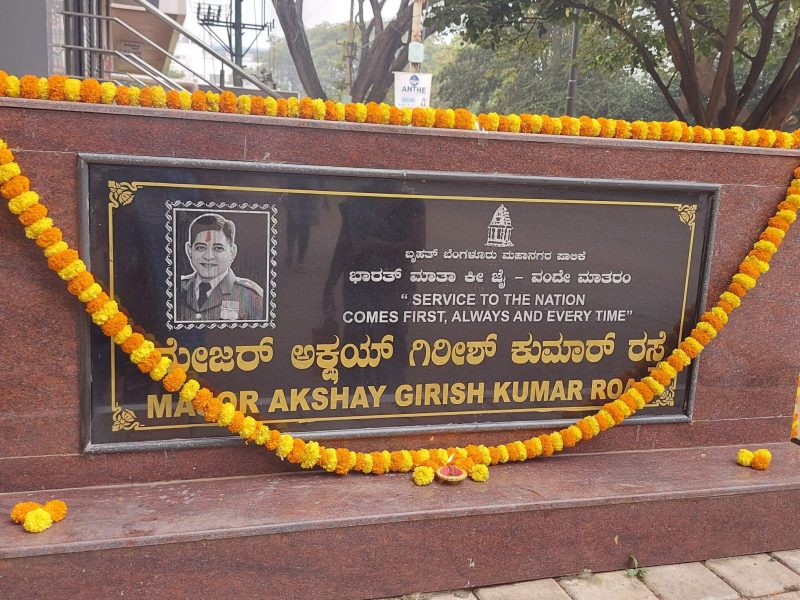 ANTHE
ಬೃಹತ್ ಬೆಂಗಳೂರು ಮಹಾನಗರ ಪಾಲಿಕೆ
ಭಾರತ್ ಮಾತಾ ಕೀ ಜೈ - ವಂದೇ ಮಾತರಂ
“ SERVICE TO THE NATION
COMES FIRST, ALWAYS AND EVERY TIME”
ಮೇಜರ್ ಅಕ್ಷಯ್ ಗಿರೀಶ್ ಕುಮಾರ್ ರಸ್ತೆ
MAJOR AKSHAY GIRISH KUMAR ROAD